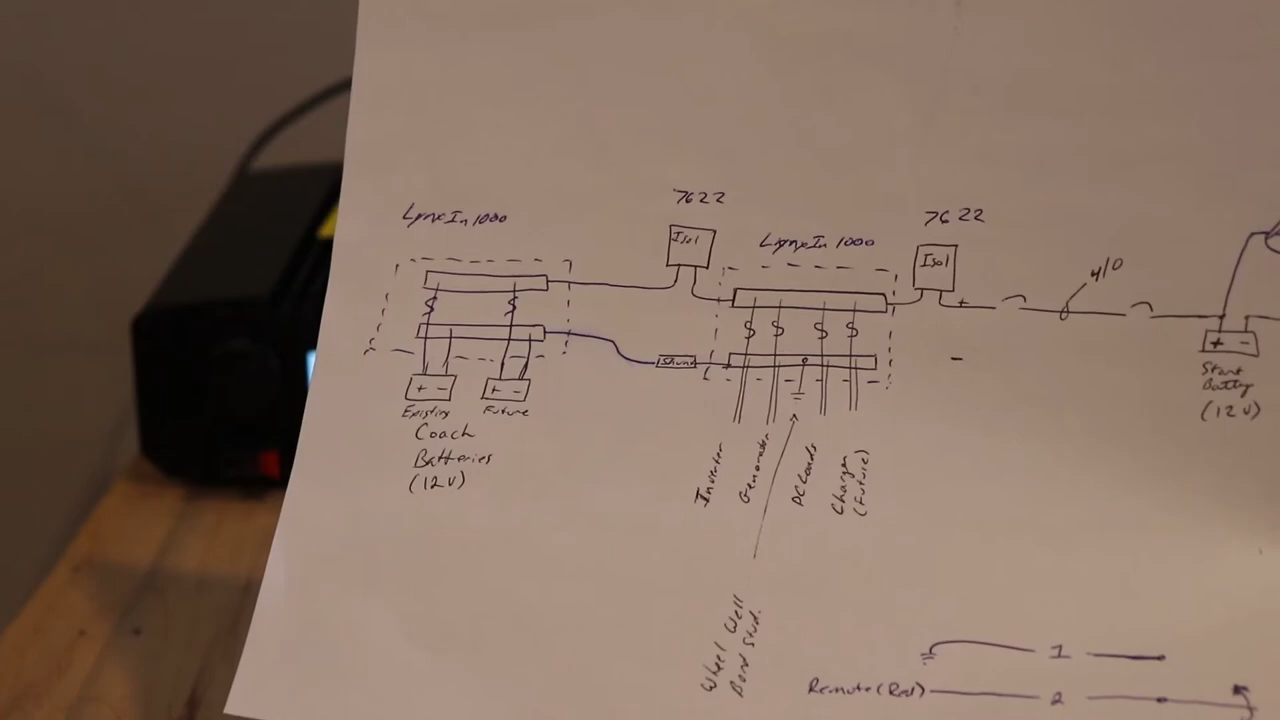 7622
LynxIn 1000
7622
LynxIn 1000
Isol
Isol
4/0
+
-
Shunt
+ -
+ -
+ -
Existing
Future
Start
Battery
(12V)
Coach
Batteries
(12V)
Inverter
Generator
DC Loads
Charger
(Future)
Wheel Well
Bond Stud.
1
Remote (Red)
2